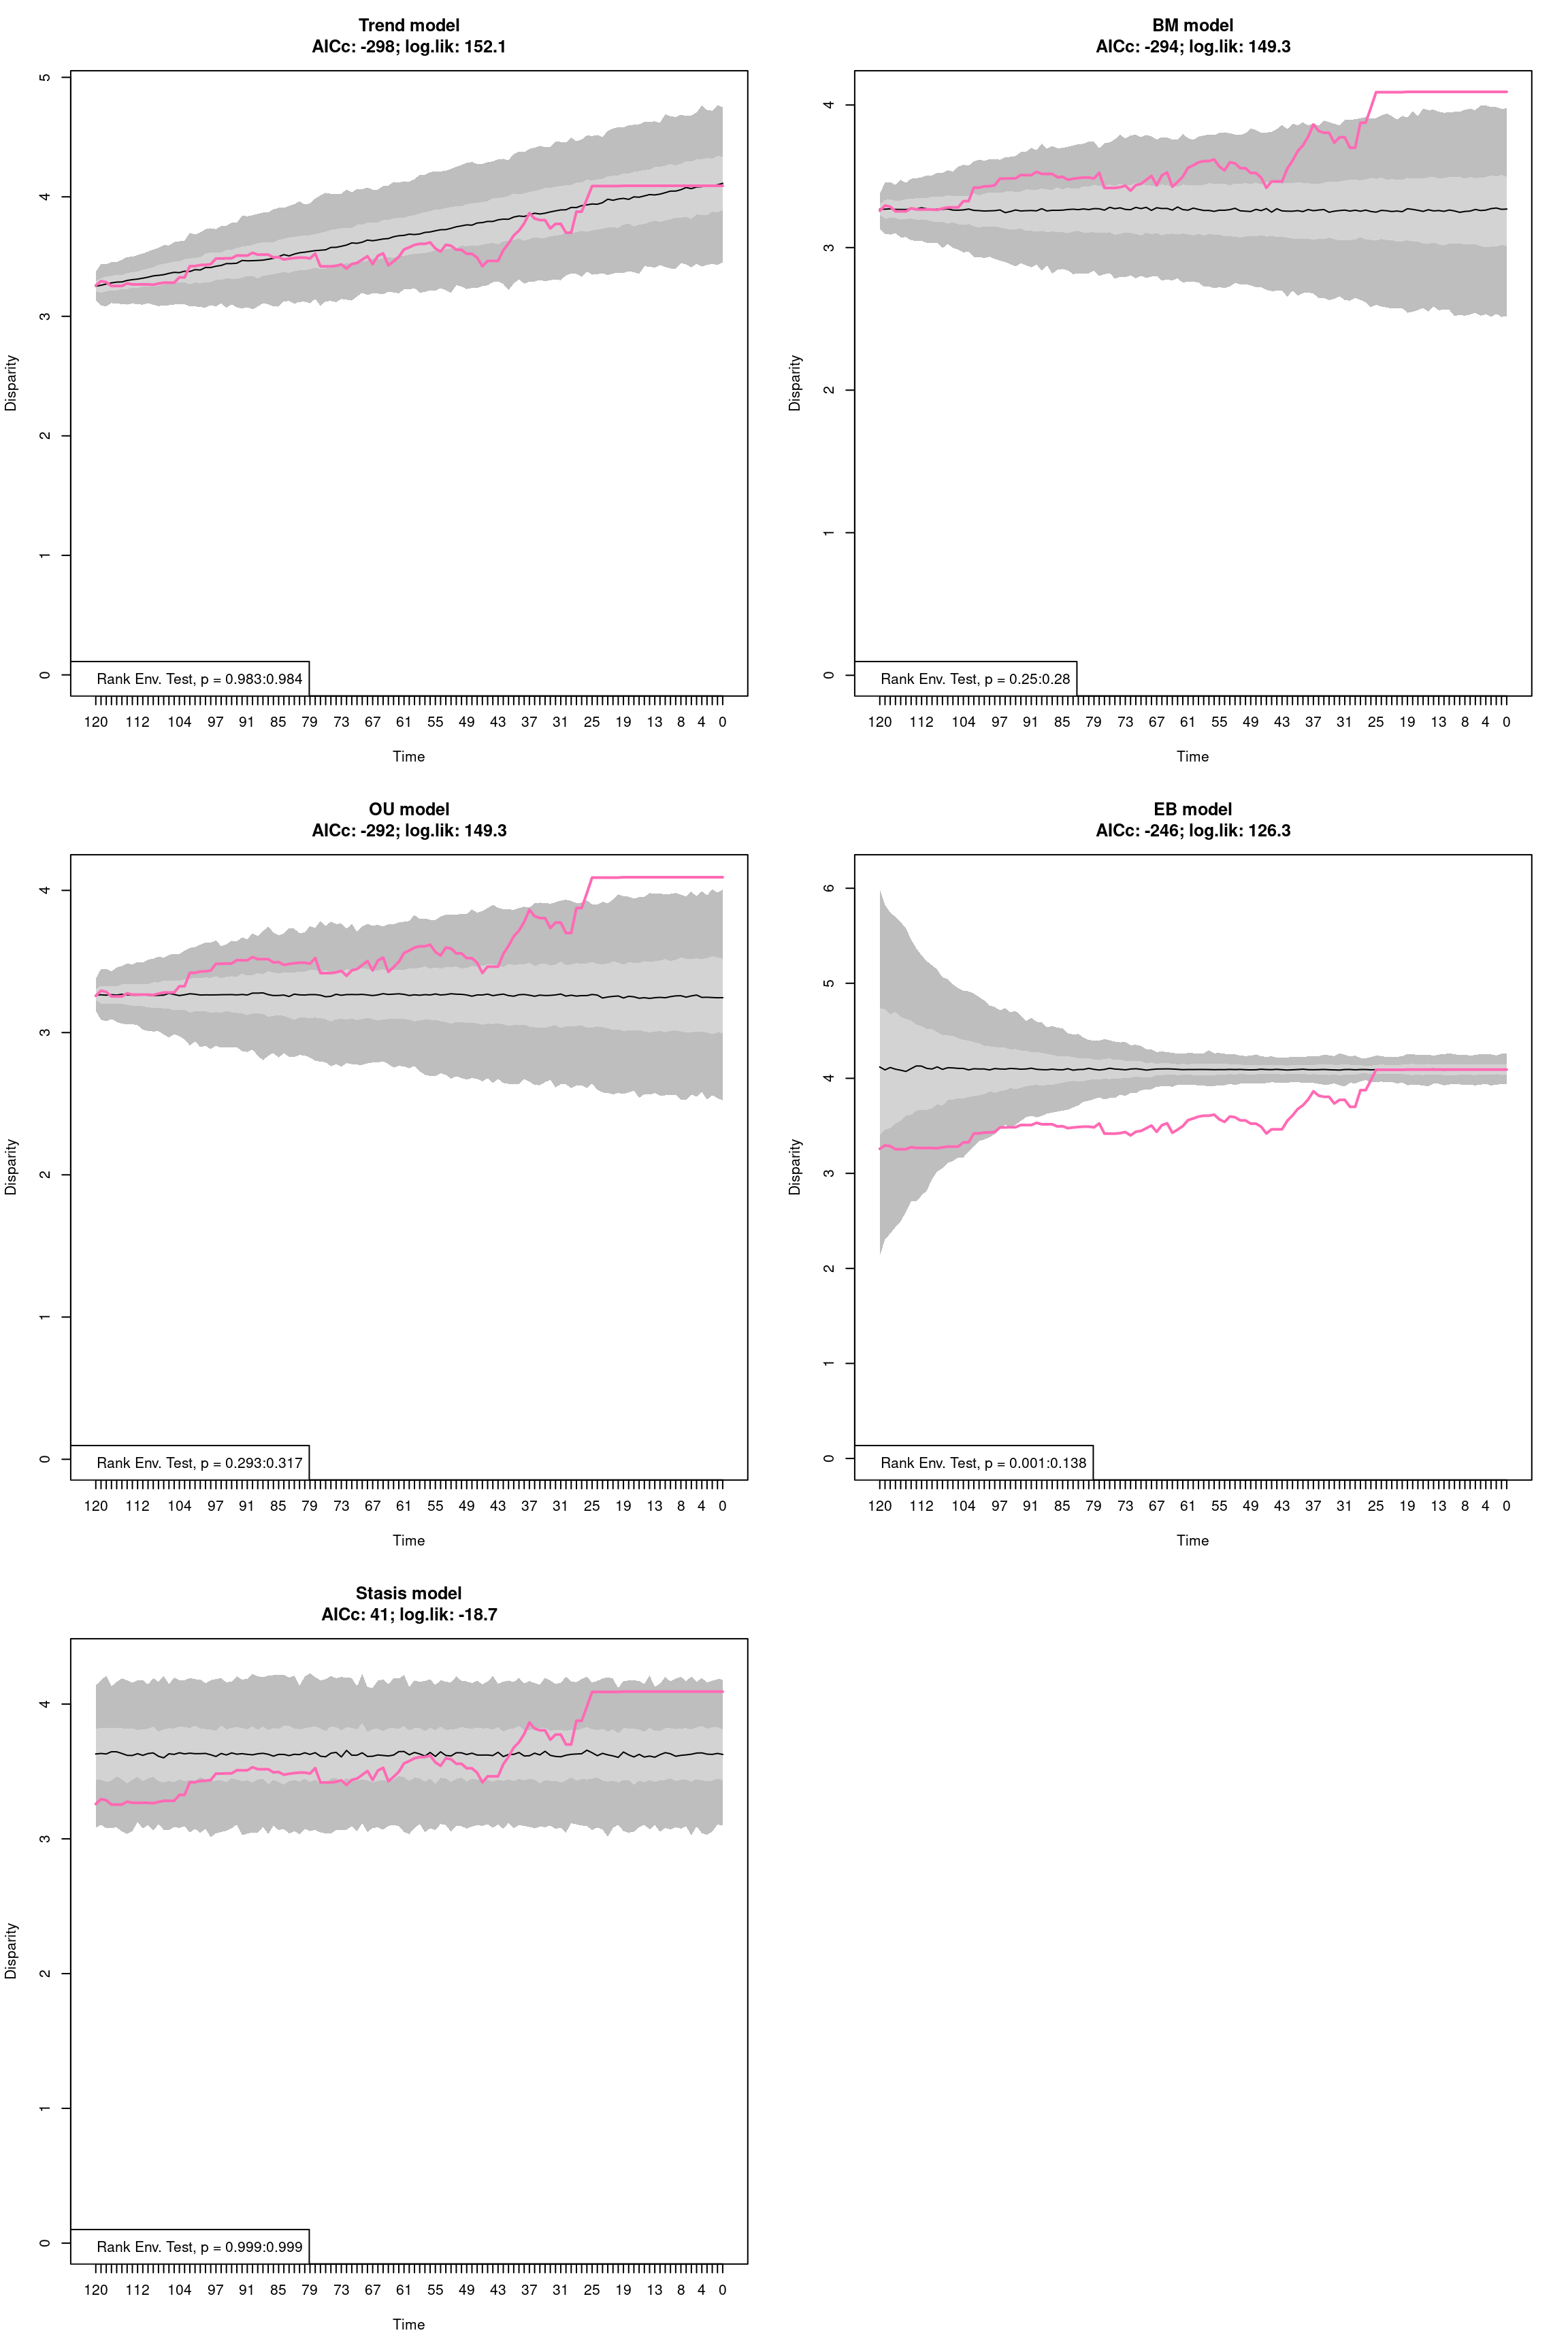 Trend model
AICc: -298; log.lik: 152.1
5
4
3
2
1
0
Disparity
Rank Env. Test, p = 0.983:0.984
120 112 104 97 91 85 79 73 67 61 55 49 43 37 31 25 19 13 8 4 0
Time
BM model
AICc: -294; log.lik: 149.3
4
3
2
1
0
Disparity
Rank Env. Test, p = 0.25:0.28
120 112 104 97 91 85 79 73 67 61 55 49 43 37 31 25 19 13 8 4 0
Time
OU model
AICc: -292; log.lik: 149.3
4
3
2
1
0
Disparity
Rank Env. Test, p = 0.293:0.317
120 112 104 97 91 85 79 73 67 61 55 49 43 37 31 25 19 13 8 4 0
Time
EB model
AICc: -246; log.lik: 126.3
6
5
4
3
2
1
0
Disparity
Rank Env. Test, p = 0.001:0.138
120 112 104 97 91 85 79 73 67 61 55 49 43 37 31 25 19 13 8 4 0
Time
Stasis model
AICc: 41; log.lik: -18.7
4
3
2
1
0
Disparity
Rank Env. Test, p = 0.999:0.999
120 112 104 97 91 85 79 73 67 61 55 49 43 37 31 25 19 13 8 4 0
Time